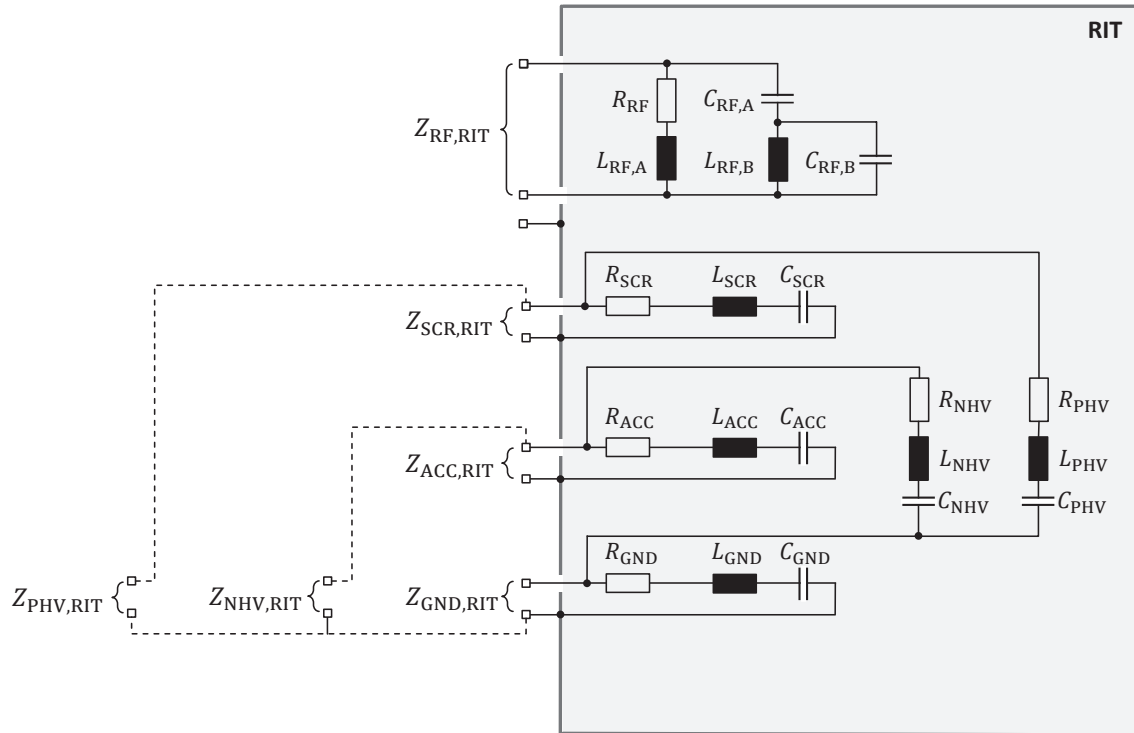 RIT
R_RF
C_RF,A
Z_RF,RIT
L_RF,A
L_RF,B
C_RF,B
R_SCR
L_SCR
C_SCR
Z_SCR,RIT
R_NHV
R_PHV
R_ACC
L_ACC
C_ACC
Z_ACC,RIT
L_NHV
L_PHV
C_NHV
C_PHV
R_GND
L_GND
C_GND
Z_PHV,RIT
Z_NHV,RIT
Z_GND,RIT